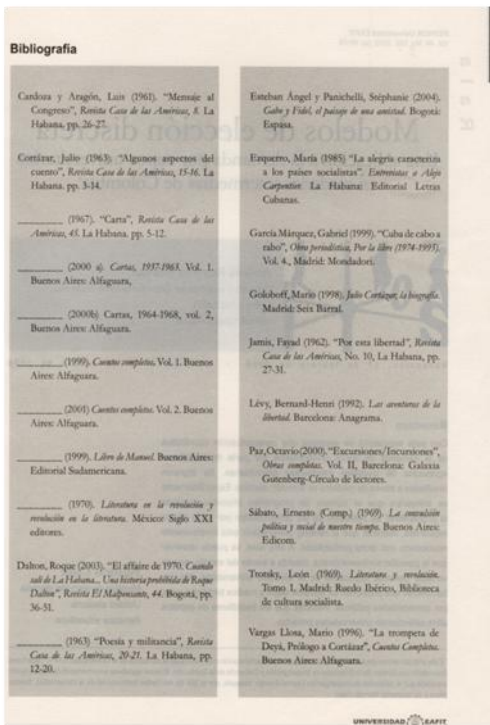 Bibliografía
Cardoza y Aragón, Luis (1961). "Mensaje al
Congreso", Revista Casa de las Américas, 8. La
Habana. pp. 26-27.
Cortázar, Julio (1963). "Algunos aspectos del
cuento", Revista Casa de las Américas, 15-16. La
Habana. pp. 3-14.
________ (1967). "Carta", Revista Casa de las
Américas, 45. La Habana. pp. 5-12.
________ (2000 a). Cartas, 1937-1963. Vol. 1.
Buenos Aires: Alfaguara,
________ (2000b) Cartas, 1964-1968, vol. 2,
Buenos Aires: Alfaguara.
________ (1999). Cuentos completos. Vol. 1. Buenos
Aires: Alfaguara.
________ (2001) Cuentos completos. Vol. 2. Buenos
Aires: Alfaguara.
________ (1999). Libro de Manuel. Buenos Aires:
Editorial Sudamericana.
________ (1970). Literatura en la revolución y
revolución en la literatura. México: Siglo XXI
editores.
Dalton, Roque (2003). "El affaire de 1970. Cuando
salí de La Habana... Una historia prohibida de Roque
Dalton", Revista El Malpensante, 44. Bogotá, pp.
36-51.
________ (1963) "Poesía y militancia", Revista
Casa de las Américas, 20-21. La Habana, pp.
12-20.
Esteban Ángel y Panichelli, Stéphanie (2004).
Gabo y Fidel, el paisaje de una amistad. Bogotá:
Espasa.
Ezquerro, María (1985) "La alegría caracteriza
a los países socialistas". Entrevistas a Alejo
Carpentier. La Habana: Editorial Letras
Cubanas.
García Márquez, Gabriel (1999). "Cuba de cabo a
rabo", Obra periodística, Por la libre (1974-1995).
Vol. 4., Madrid: Mondadori.
Goloboff, Mario (1998). Julio Cortázar, la biografía.
Madrid: Seix Barral.
Jamis, Fayad (1962). "Por esta libertad", Revista
Casa de las Américas, No. 10, La Habana, pp.
27-31.
Lévy, Bernard-Henri (1992). Las aventuras de la
libertad. Barcelona: Anagrama.
Paz, Octavio (2000). "Excursiones/Incursiones",
Obras completas. Vol. II, Barcelona: Galaxia
Gutenberg-Círculo de lectores.
Sábato, Ernesto (Comp.) (1969). La convulsión
política y social de nuestro tiempo. Buenos Aires:
Edicom.
Trotsky, León (1969). Literatura y revolución.
Tomo 1. Madrid: Ruedo Ibérico, Biblioteca
de cultura socialista.
Vargas Llosa, Mario (1996). "La trompeta de
Deyá, Prólogo a Cortázar", Cuentos Completos.
Buenos Aires: Alfaguara.
UNIVERSIDAD EAFIT